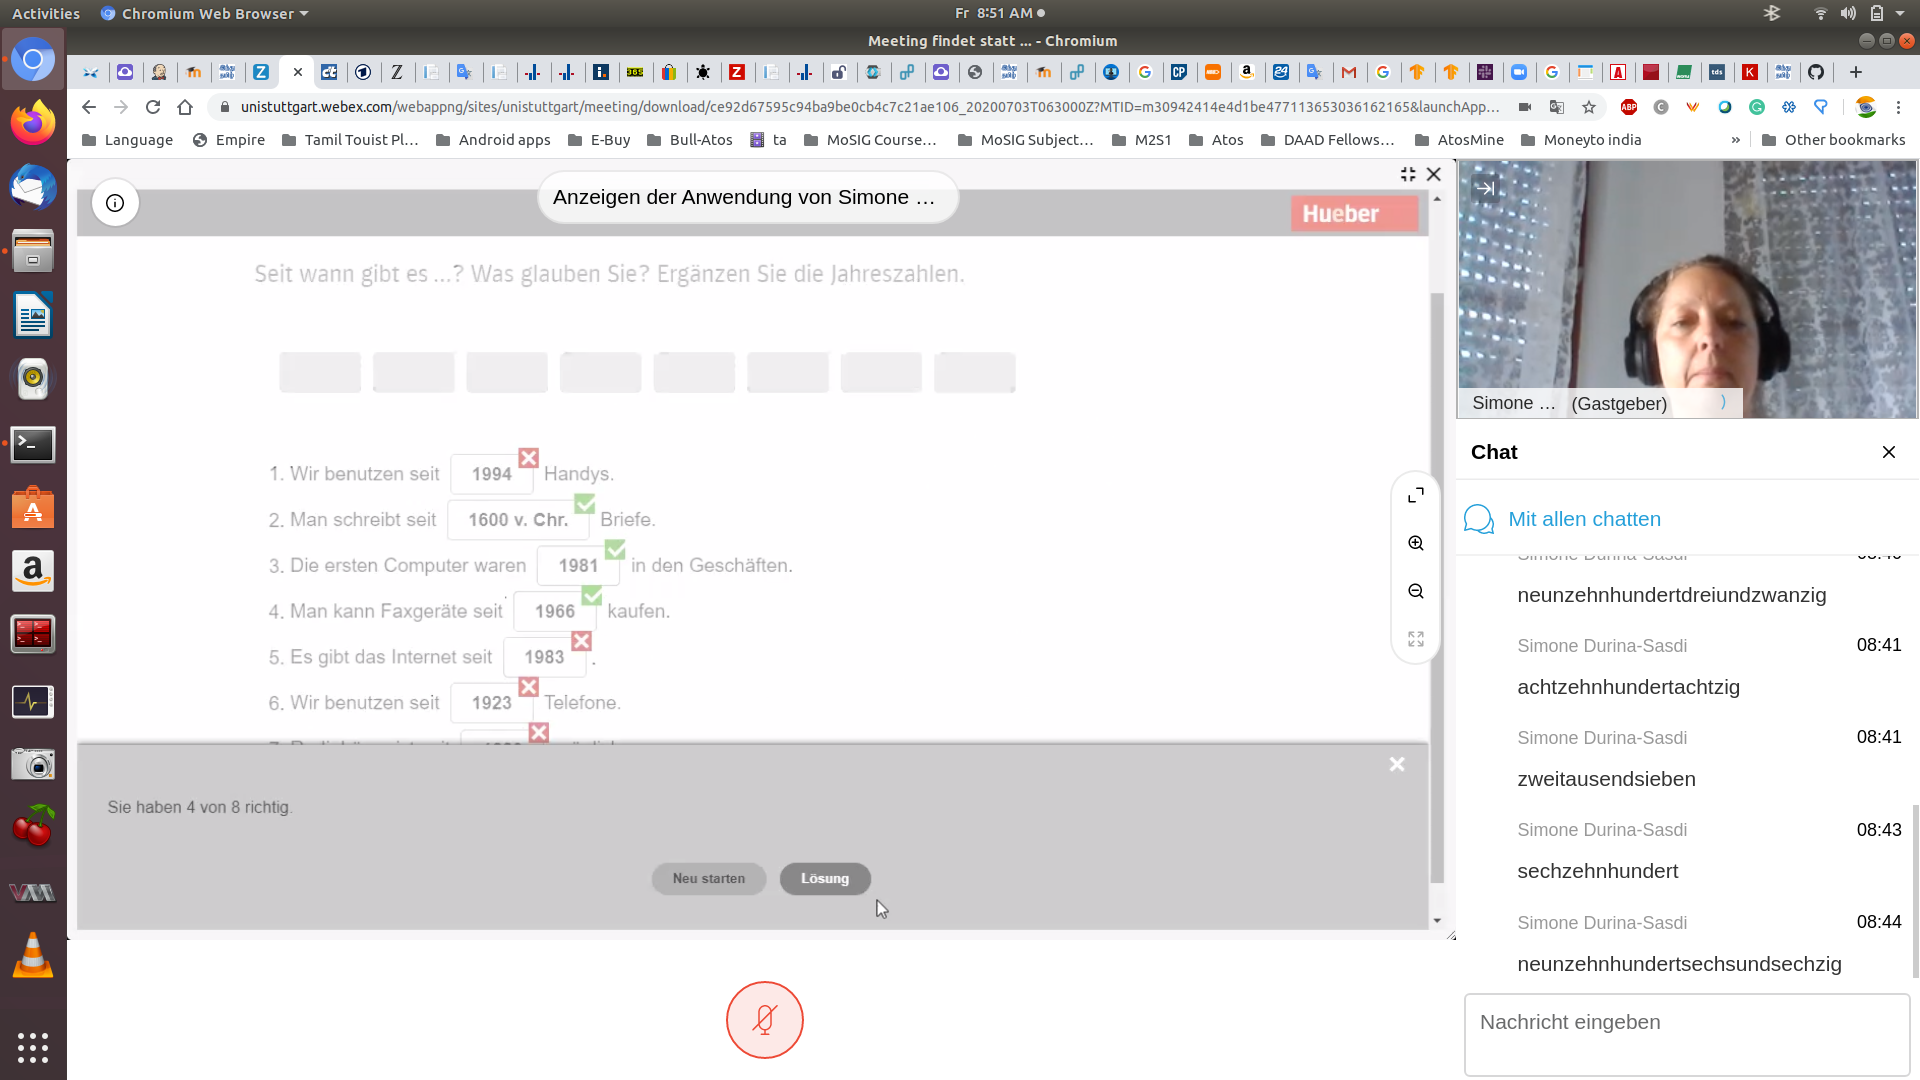 Activities
Chromium Web Browser
Fr 8:51 AM
Meeting findet statt ... - Chromium
unistuttgart.webex.com/webappng/sites/unistuttgart/meeting/download/ce92d67595c94ba9be0cb4c7c21ae106_20200703T063000Z?MTID=m30942414e4d1be477113653036162165&launchApp...
Language
Empire
Tamil Touist Pl...
Android apps
E-Buy
Bull-Atos
ta
MoSIG Course...
MoSIG Subject...
M2S1
Atos
DAAD Fellows...
AtosMine
Moneyto india
»
Other bookmarks
Anzeigen der Anwendung von Simone ...
Hueber
Seit wann gibt es ...? Was glauben Sie? Ergänzen Sie die Jahreszahlen.
1. Wir benutzen seit 1994 Handys.
2. Man schreibt seit 1600 v. Chr. Briefe.
3. Die ersten Computer waren 1981 in den Geschäften.
4. Man kann Faxgeräte seit 1966 kaufen.
5. Es gibt das Internet seit 1983 .
6. Wir benutzen seit 1923 Telefone.
Sie haben 4 von 8 richtig.
Neu starten
Lösung
Simone ... (Gastgeber)
Chat
Mit allen chatten
Simone Durina-Sasdi
neunzehnhundertdreiundzwanzig
Simone Durina-Sasdi 08:41
achtzehnhundertachtzig
Simone Durina-Sasdi 08:41
zweitausendsieben
Simone Durina-Sasdi 08:43
sechzehnhundert
Simone Durina-Sasdi 08:44
neunzehnhundertsechsundsechzig
Nachricht eingeben